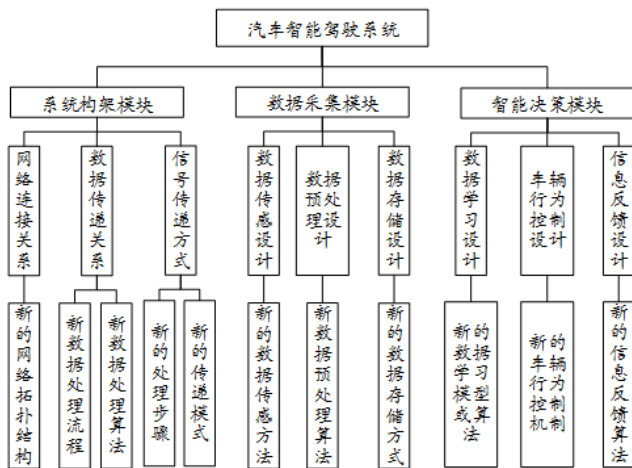 汽车智能驾驶系统
系统构架模块
数据采集模块
智能决策模块
网络连接关系
数据传递关系
信号传递方式
数据传感设计
数据预处理设计
数据存储设计
数据学习设计
车辆行为控制设计
信息反馈设计
新的网络拓扑结构
新数据处理流程
新数据处理算法
新的处理步骤
新的传递模式
新的数据传感方法
新数据预处理算法
新的数据存储方式
新的数据学习模型或算法
新的车辆行为控制机制
新的信息反馈算法